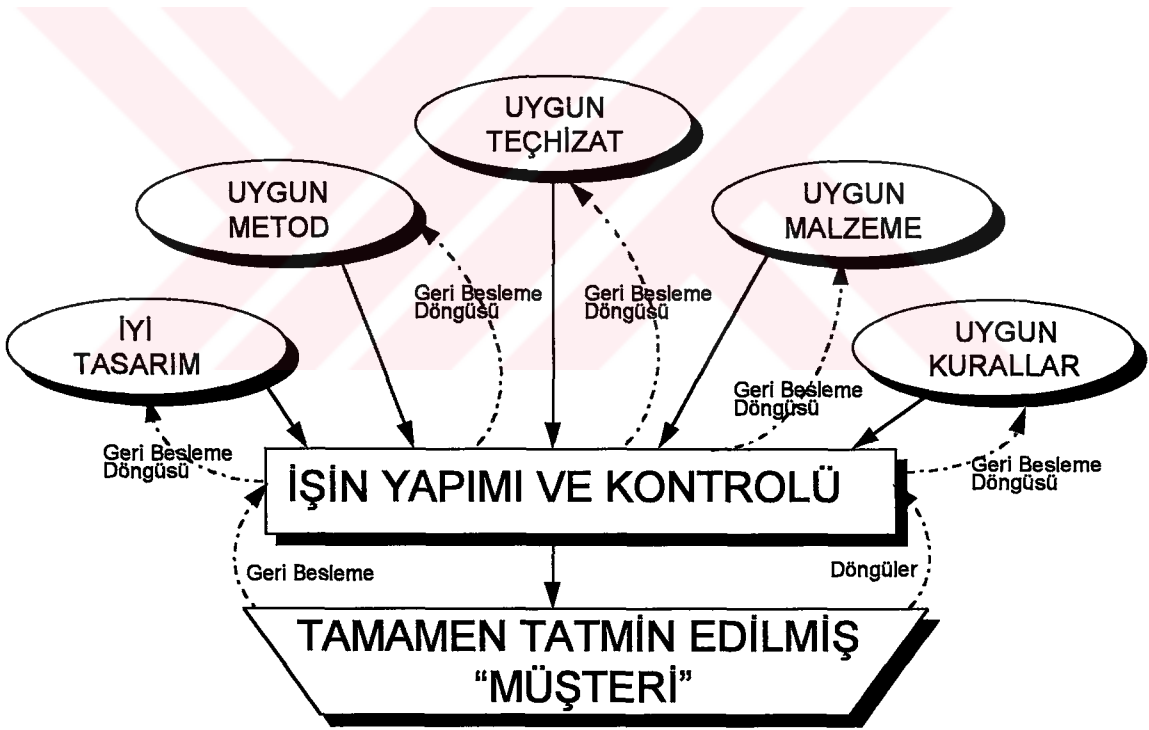 UYGUN
TEÇHİZAT
UYGUN
METOD
UYGUN
MALZEME
Geri Besleme
Döngüsü
Geri Besleme
Döngüsü
İYİ
TASARIM
UYGUN
KURALLAR
Geri Besleme
Döngüsü
Geri Besleme
Döngüsü
Geri Besleme
Döngüsü
İŞİN YAPIMI VE KONTROLÜ
Geri Besleme
Döngüler
TAMAMEN TATMİN EDİLMİŞ
“MÜŞTERİ”